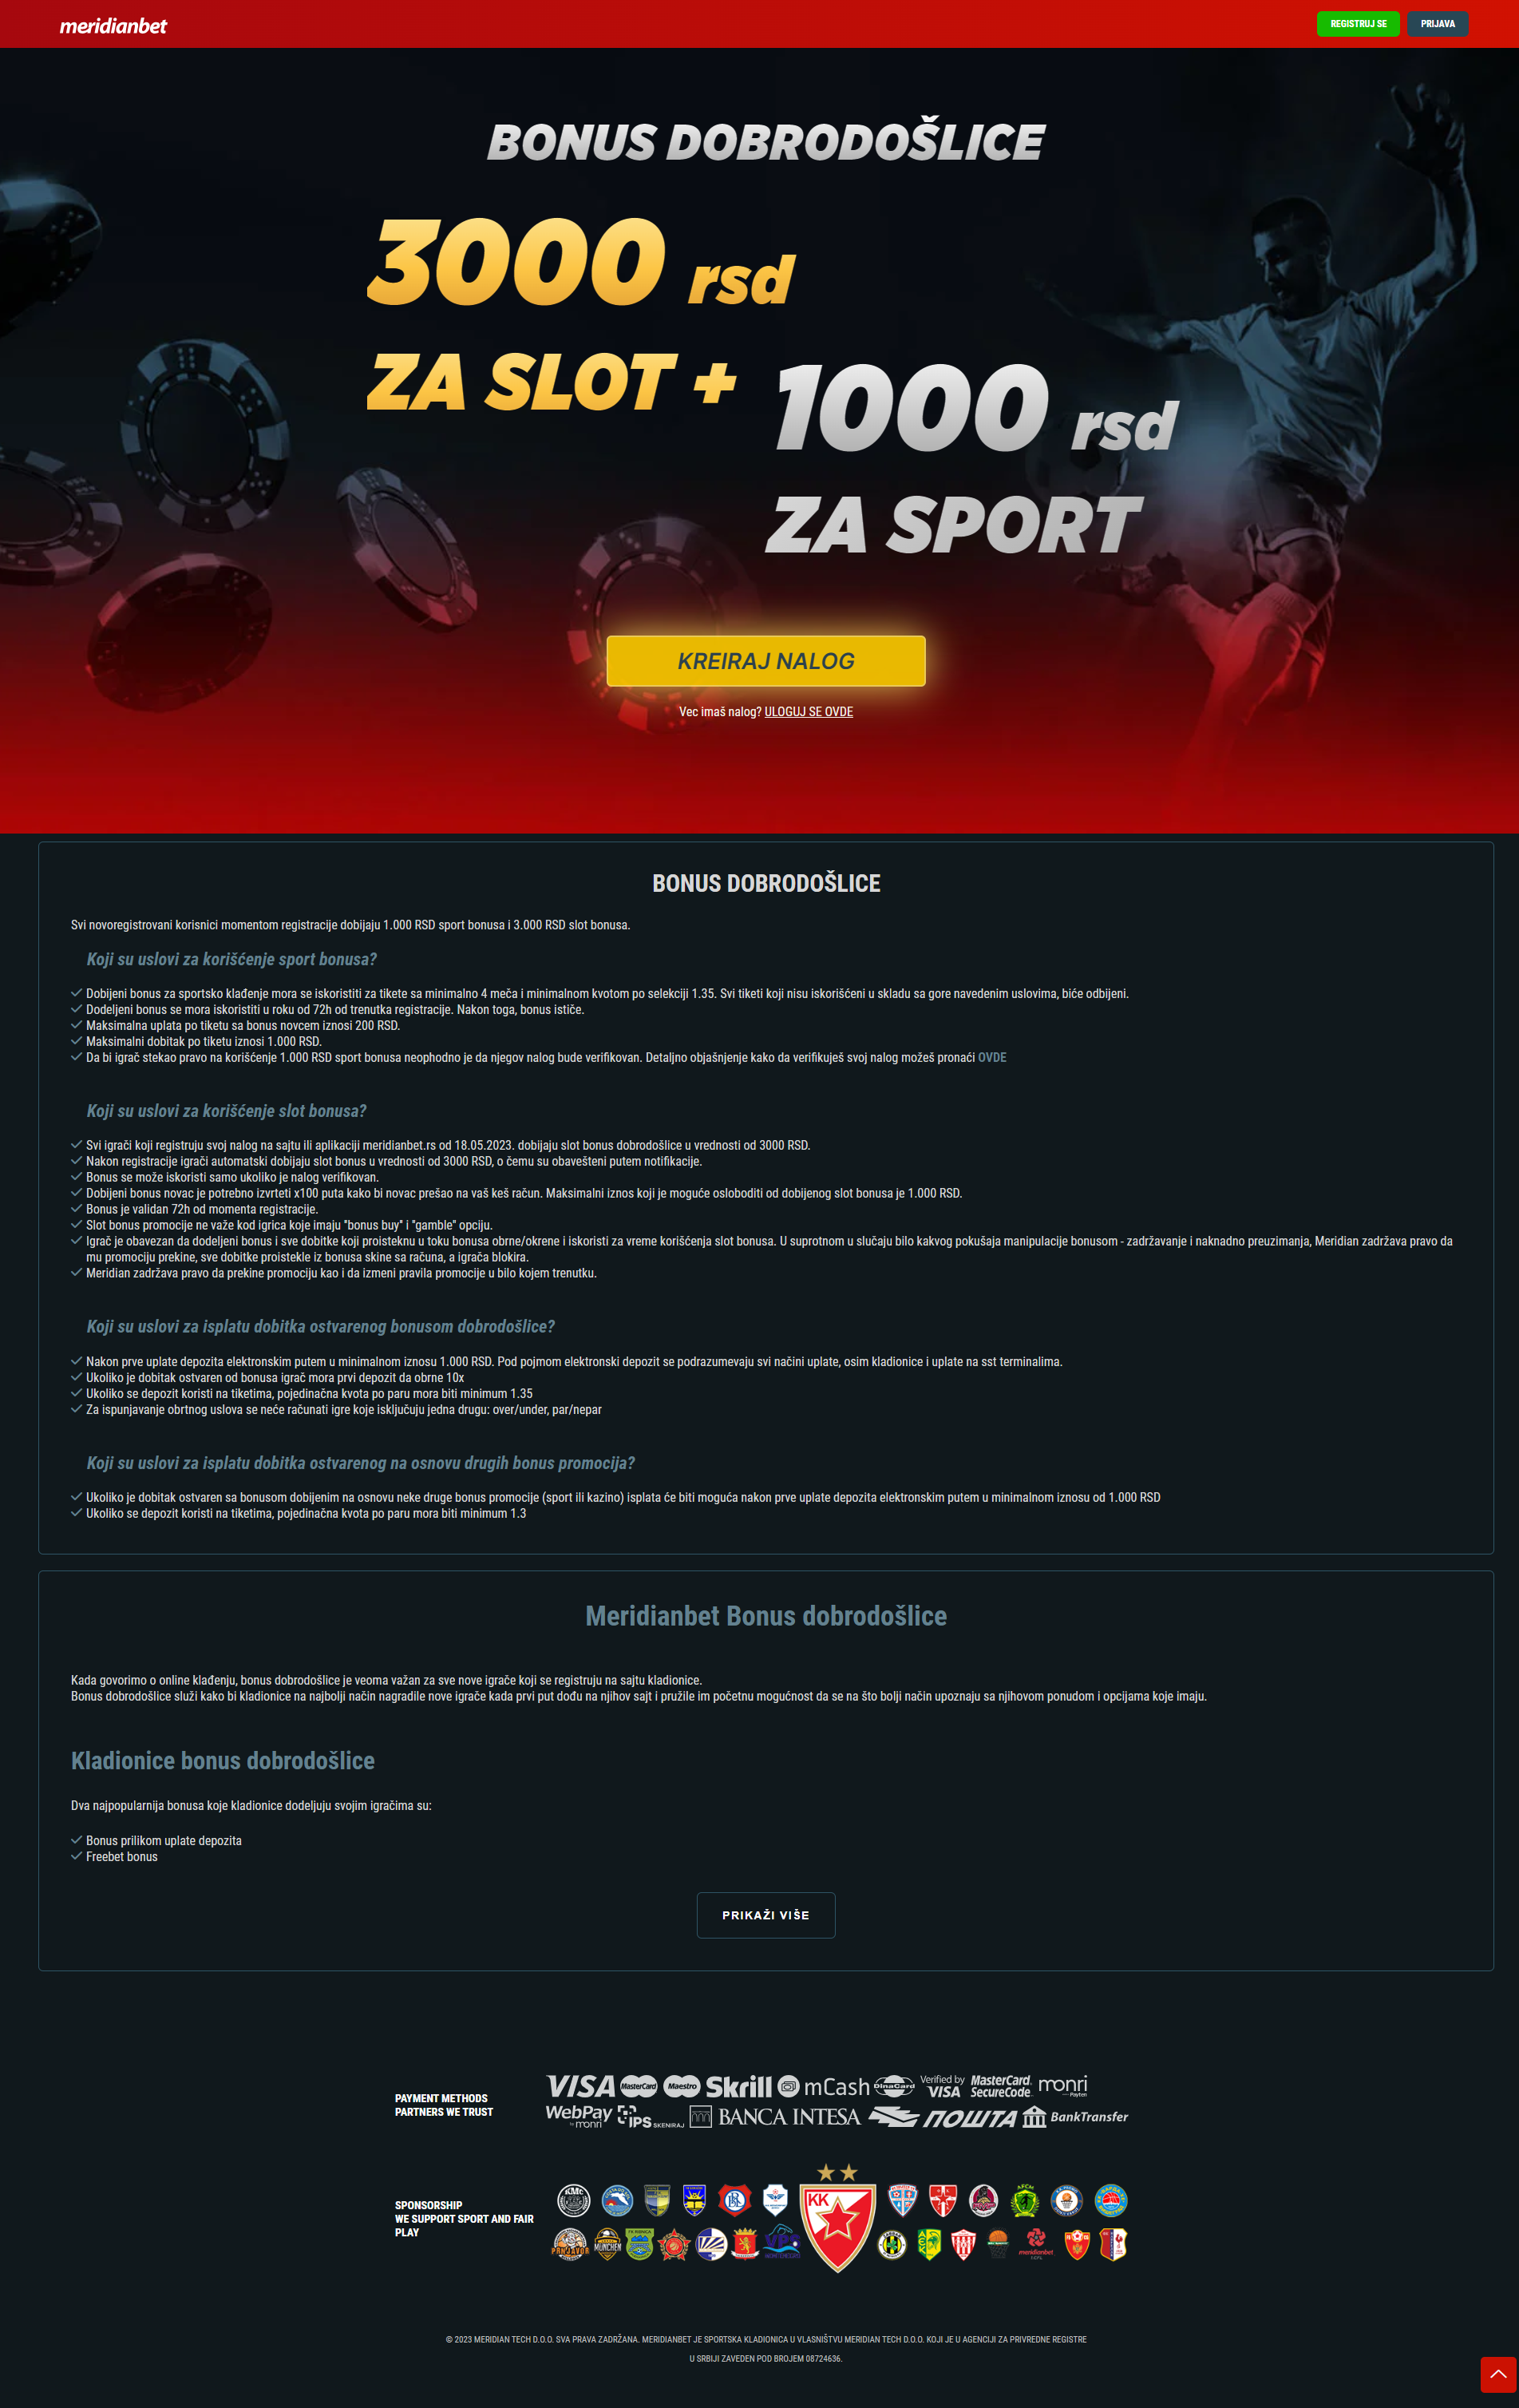 meridianbet
REGISTRUJ SE
PRIJAVA
BONUS DOBRODOŠLICE
3000 rsd
ZA SLOT +
1000 rsd
ZA SPORT
KREIRAJ NALOG
Vec imaš nalog? ULOGUJ SE OVDE
BONUS DOBRODOŠLICE
Svi novoregistrovani korisnici momentom registracije dobijaju 1.000 RSD sport bonusa i 3.000 RSD slot bonusa.
Koji su uslovi za korišćenje sport bonusa?
Dobijeni bonus za sportsko klađenje mora se iskoristiti za tikete sa minimalno 4 meča i minimalnom kvotom po selekciji 1.35. Svi tiketi koji nisu iskorišćeni u skladu sa gore navedenim uslovima, biće odbijeni.
Dodeljeni bonus se mora iskoristiti u roku od 72h od trenutka registracije. Nakon toga, bonus ističe.
Maksimalna uplata po tiketu sa bonus novcem iznosi 200 RSD.
Maksimalni dobitak po tiketu iznosi 1.000 RSD.
Da bi igrač stekao pravo na korišćenje 1.000 RSD sport bonusa neophodno je da njegov nalog bude verifikovan. Detaljno objašnjenje kako da verifikuješ svoj nalog možeš pronaći OVDE
Koji su uslovi za korišćenje slot bonusa?
Svi igrači koji registruju svoj nalog na sajtu ili aplikaciji meridianbet.rs od 18.05.2023. dobijaju slot bonus dobrodošlice u vrednosti od 3000 RSD.
Nakon registracije igrači automatski dobijaju slot bonus u vrednosti od 3000 RSD, o čemu su obavešteni putem notifikacije.
Bonus se može iskoristi samo ukoliko je nalog verifikovan.
Dobijeni bonus novac je potrebno izvrteti x100 puta kako bi novac prešao na vaš keš račun. Maksimalni iznos koji je moguće osloboditi od dobijenog slot bonusa je 1.000 RSD.
Bonus je validan 72h od momenta registracije.
Slot bonus promocije ne važe kod igrica koje imaju "bonus buy" i "gamble" opciju.
Igrač je obavezan da dodeljeni bonus i sve dobitke koji proisteknu u toku bonusa obrne/okrene i iskoristi za vreme korišćenja slot bonusa. U suprotnom u slučaju bilo kakvog pokušaja manipulacije bonusom - zadržavanje i naknadno preuzimanja, Meridian zadržava pravo da
mu promociju prekine, sve dobitke proistekle iz bonusa skine sa računa, a igrača blokira.
Meridian zadržava pravo da prekine promociju kao i da izmeni pravila promocije u bilo kojem trenutku.
Koji su uslovi za isplatu dobitka ostvarenog bonusom dobrodošlice?
Nakon prve uplate depozita elektronskim putem u minimalnom iznosu 1.000 RSD. Pod pojmom elektronski depozit se podrazumevaju svi načini uplate, osim kladionice i uplate na sst terminalima.
Ukoliko je dobitak ostvaren od bonusa igrač mora prvi depozit da obrne 10x
Ukoliko se depozit koristi na tiketima, pojedinačna kvota po paru mora biti minimum 1.35
Za ispunjavanje obrtnog uslova se neće računati igre koje isključuju jedna drugu: over/under, par/nepar
Koji su uslovi za isplatu dobitka ostvarenog na osnovu drugih bonus promocija?
Ukoliko je dobitak ostvaren sa bonusom dobijenim na osnovu neke druge bonus promocije (sport ili kazino) isplata će biti moguća nakon prve uplate depozita elektronskim putem u minimalnom iznosu od 1.000 RSD
Ukoliko se depozit koristi na tiketima, pojedinačna kvota po paru mora biti minimum 1.3
Meridianbet Bonus dobrodošlice
Kada govorimo o online klađenju, bonus dobrodošlice je veoma važan za sve nove igrače koji se registruju na sajtu kladionice.
Bonus dobrodošlice služi kako bi kladionice na najbolji način nagradile nove igrače kada prvi put dođu na njihov sajt i pružile im početnu mogućnost da se na što bolji način upoznaju sa njihovom ponudom i opcijama koje imaju.
Kladionice bonus dobrodošlice
Dva najpopularnija bonusa koje kladionice dodeljuju svojim igračima su:
Bonus prilikom uplate depozita
Freebet bonus
PRIKAŽI VIŠE
PAYMENT METHODS
PARTNERS WE TRUST
VISA MasterCard Maestro Skrill mCash DinaCard Verified by VISA MasterCard SecureCode monri Payten
WebPay by monri IPS SKENIRAJ BANCA INTESA ПОШТА BankTransfer
SPONSORSHIP
WE SUPPORT SPORT AND FAIR
PLAY
KK
© 2023 MERIDIAN TECH D.O.O. SVA PRAVA ZADRŽANA. MERIDIANBET JE SPORTSKA KLADIONICA U VLASNIŠTVU MERIDIAN TECH D.O.O. KOJI JE U AGENCIJI ZA PRIVREDNE REGISTRE
U SRBIJI ZAVEDEN POD BROJEM 08724636.